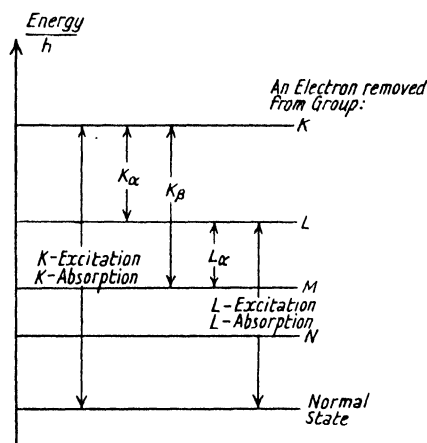 Energy
h
An Electron removed
from Group:
K
Kα
Kβ
L
K-Excitation
K-Absorption
Lα
M
L-Excitation
L-Absorption
N
Normal
State